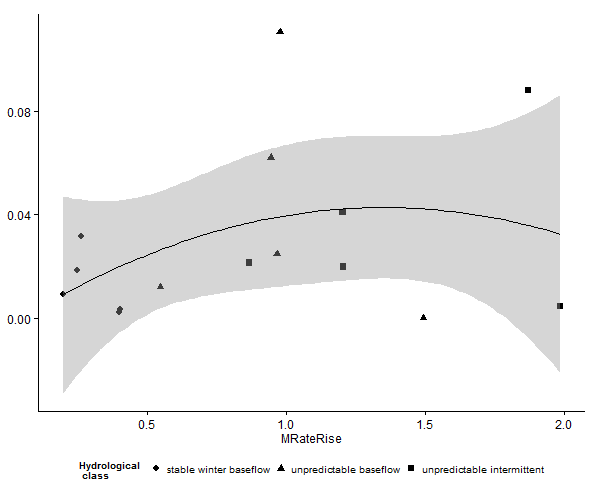 0.08
0.04
0.00
0.5 1.0 1.5 2.0
MRateRise
Hydrological
class
stable winter baseflow unpredictable baseflow unpredictable intermittent